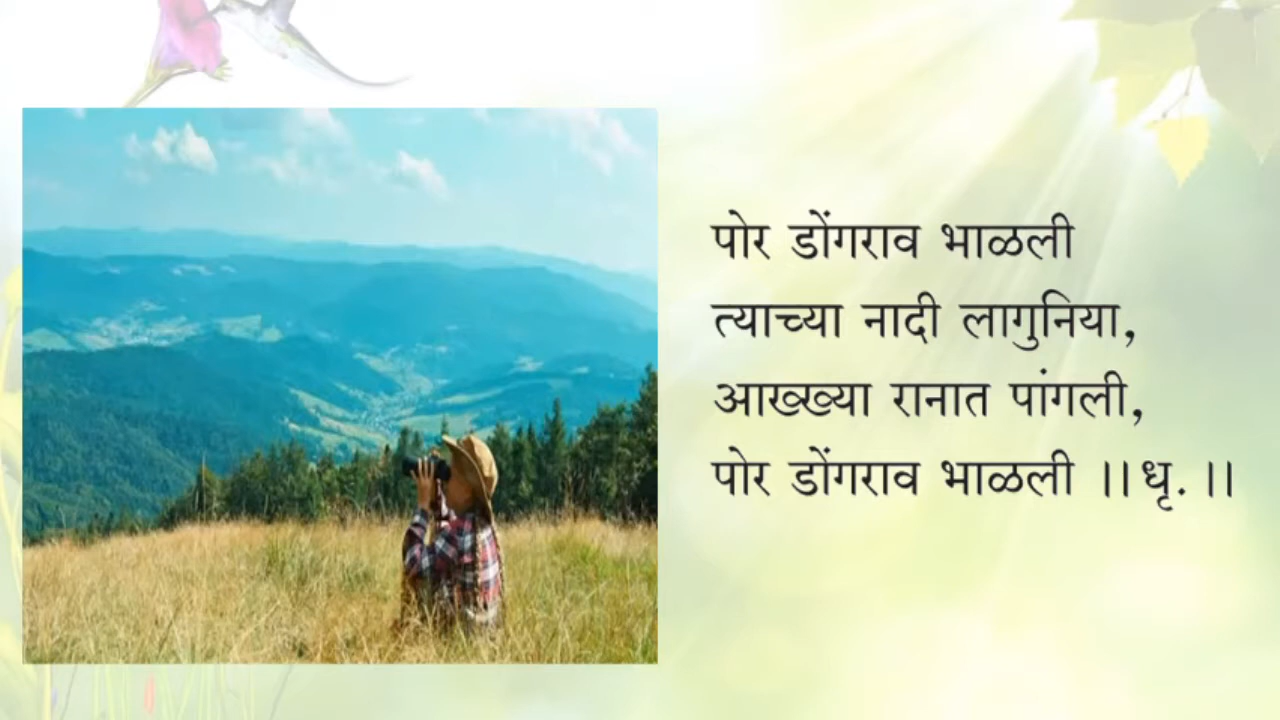 पोर डोंगराव भाळली
त्याच्या नादी लागुनिया,
आख्ख्या रानात पांगली,
पोर डोंगराव भाळली ।। धृ. ।।